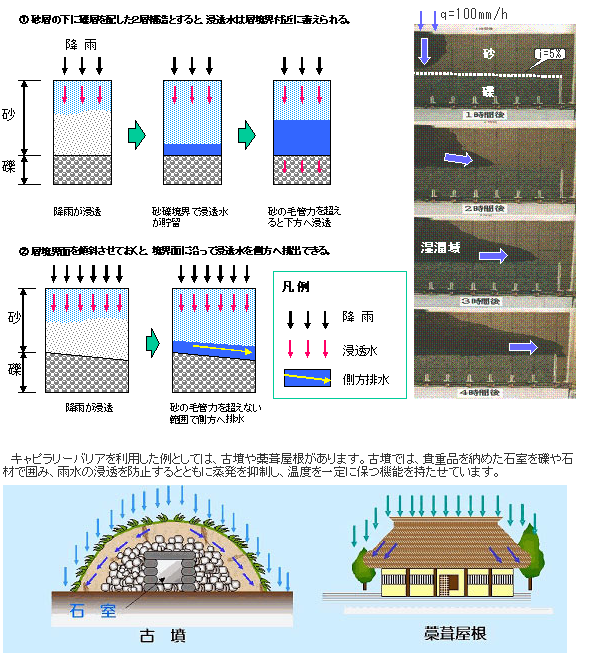 ① 砂層の下に礫層を配した2層構造とすると、浸透水は層境界付近に蓄えられる。
降 雨
砂
礫
降雨が浸透
砂礫境界で浸透水
が貯留
砂の毛管力を超え
ると下方へ浸透
② 層境界面を傾斜させておくと、境界面に沿って浸透水を側方へ排出できる。
砂
礫
降雨が浸透
砂の毛管力を超えない
範囲で側方へ排水
凡 例
降 雨
浸透水
側方排水
q=100mm/h
砂
i=5%
礫
1時間後
2時間後
湿潤域
3時間後
4時間後
キャピラリーバリアを利用した例としては、古墳や藁葺屋根があります。古墳では、貴重品を納めた石室を礫や石
材で囲み、雨水の浸透を防止するとともに蒸発を抑制し、温度を一定に保つ機能を持たせています。
石 室
古 墳
藁葺屋根